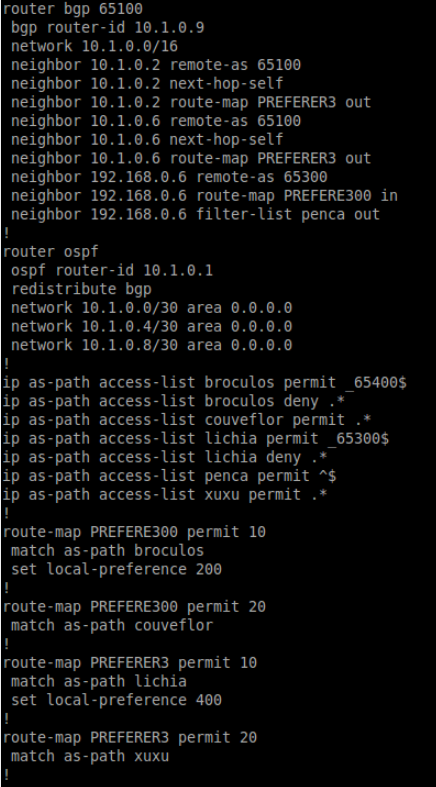 router bgp 65100
 bgp router-id 10.1.0.9
 network 10.1.0.0/16
 neighbor 10.1.0.2 remote-as 65100
 neighbor 10.1.0.2 next-hop-self
 neighbor 10.1.0.2 route-map PREFERER3 out
 neighbor 10.1.0.6 remote-as 65100
 neighbor 10.1.0.6 next-hop-self
 neighbor 10.1.0.6 route-map PREFERER3 out
 neighbor 192.168.0.6 remote-as 65300
 neighbor 192.168.0.6 route-map PREFERE300 in
 neighbor 192.168.0.6 filter-list penca out
!
router ospf
 ospf router-id 10.1.0.1
 redistribute bgp
 network 10.1.0.0/30 area 0.0.0.0
 network 10.1.0.4/30 area 0.0.0.0
 network 10.1.0.8/30 area 0.0.0.0
!
ip as-path access-list broculos permit _65400$
ip as-path access-list broculos deny .*
ip as-path access-list couveflor permit .*
ip as-path access-list lichia permit _65300$
ip as-path access-list lichia deny .*
ip as-path access-list penca permit ^$
ip as-path access-list xuxu permit .*
!
route-map PREFERE300 permit 10
 match as-path broculos
 set local-preference 200
!
route-map PREFERE300 permit 20
 match as-path couveflor
!
route-map PREFERER3 permit 10
 match as-path lichia
 set local-preference 400
!
route-map PREFERER3 permit 20
 match as-path xuxu
!